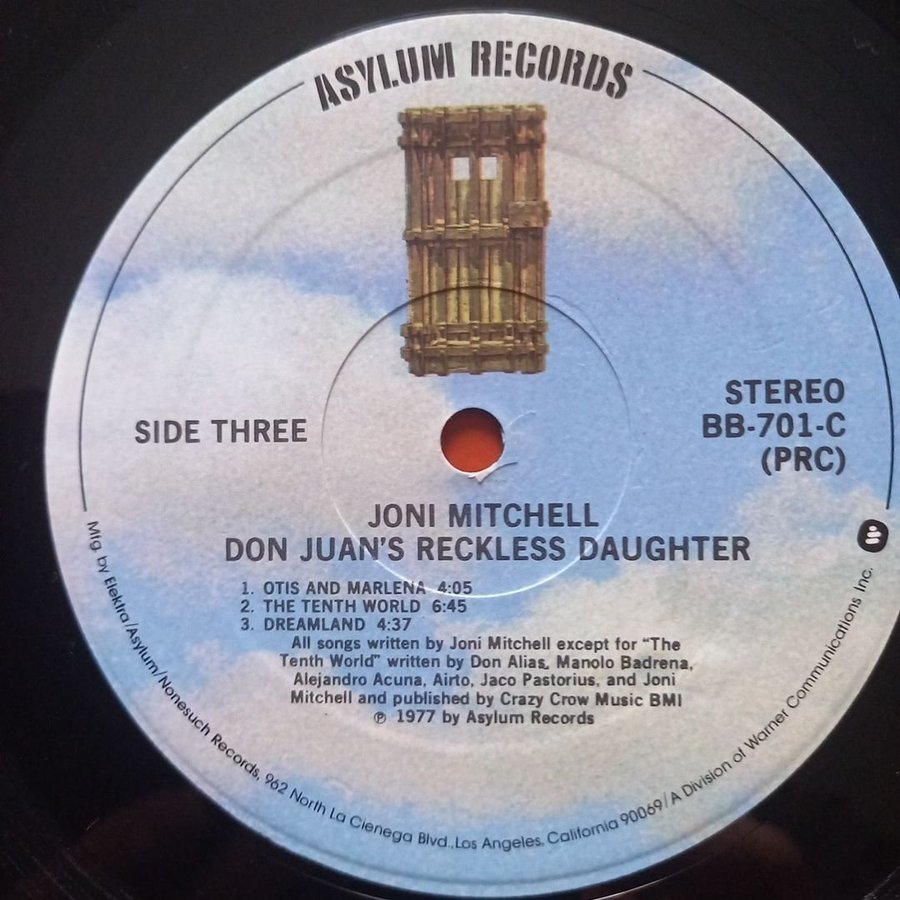 ASYLUM RECORDS
SIDE THREE
STEREO
BB-701-C
(PRC)
JONI MITCHELL
DON JUAN'S RECKLESS DAUGHTER
1. OTIS AND MARLENA 4:05
2. THE TENTH WORLD 6:45
3. DREAMLAND 4:37
All songs written by Joni Mitchell except for "The
Tenth World" written by Don Alias, Manolo Badrena,
Alejandro Acuna, Airto, Jaco Pastorius, and Joni
Mitchell and published by Crazy Crow Music BMI
℗ 1977 by Asylum Records
Mfg by Elektra/Asylum/Nonesuch Records, 962 North La Cienega Blvd., Los Angeles, California 90069/A Division of Warner Communications Inc.